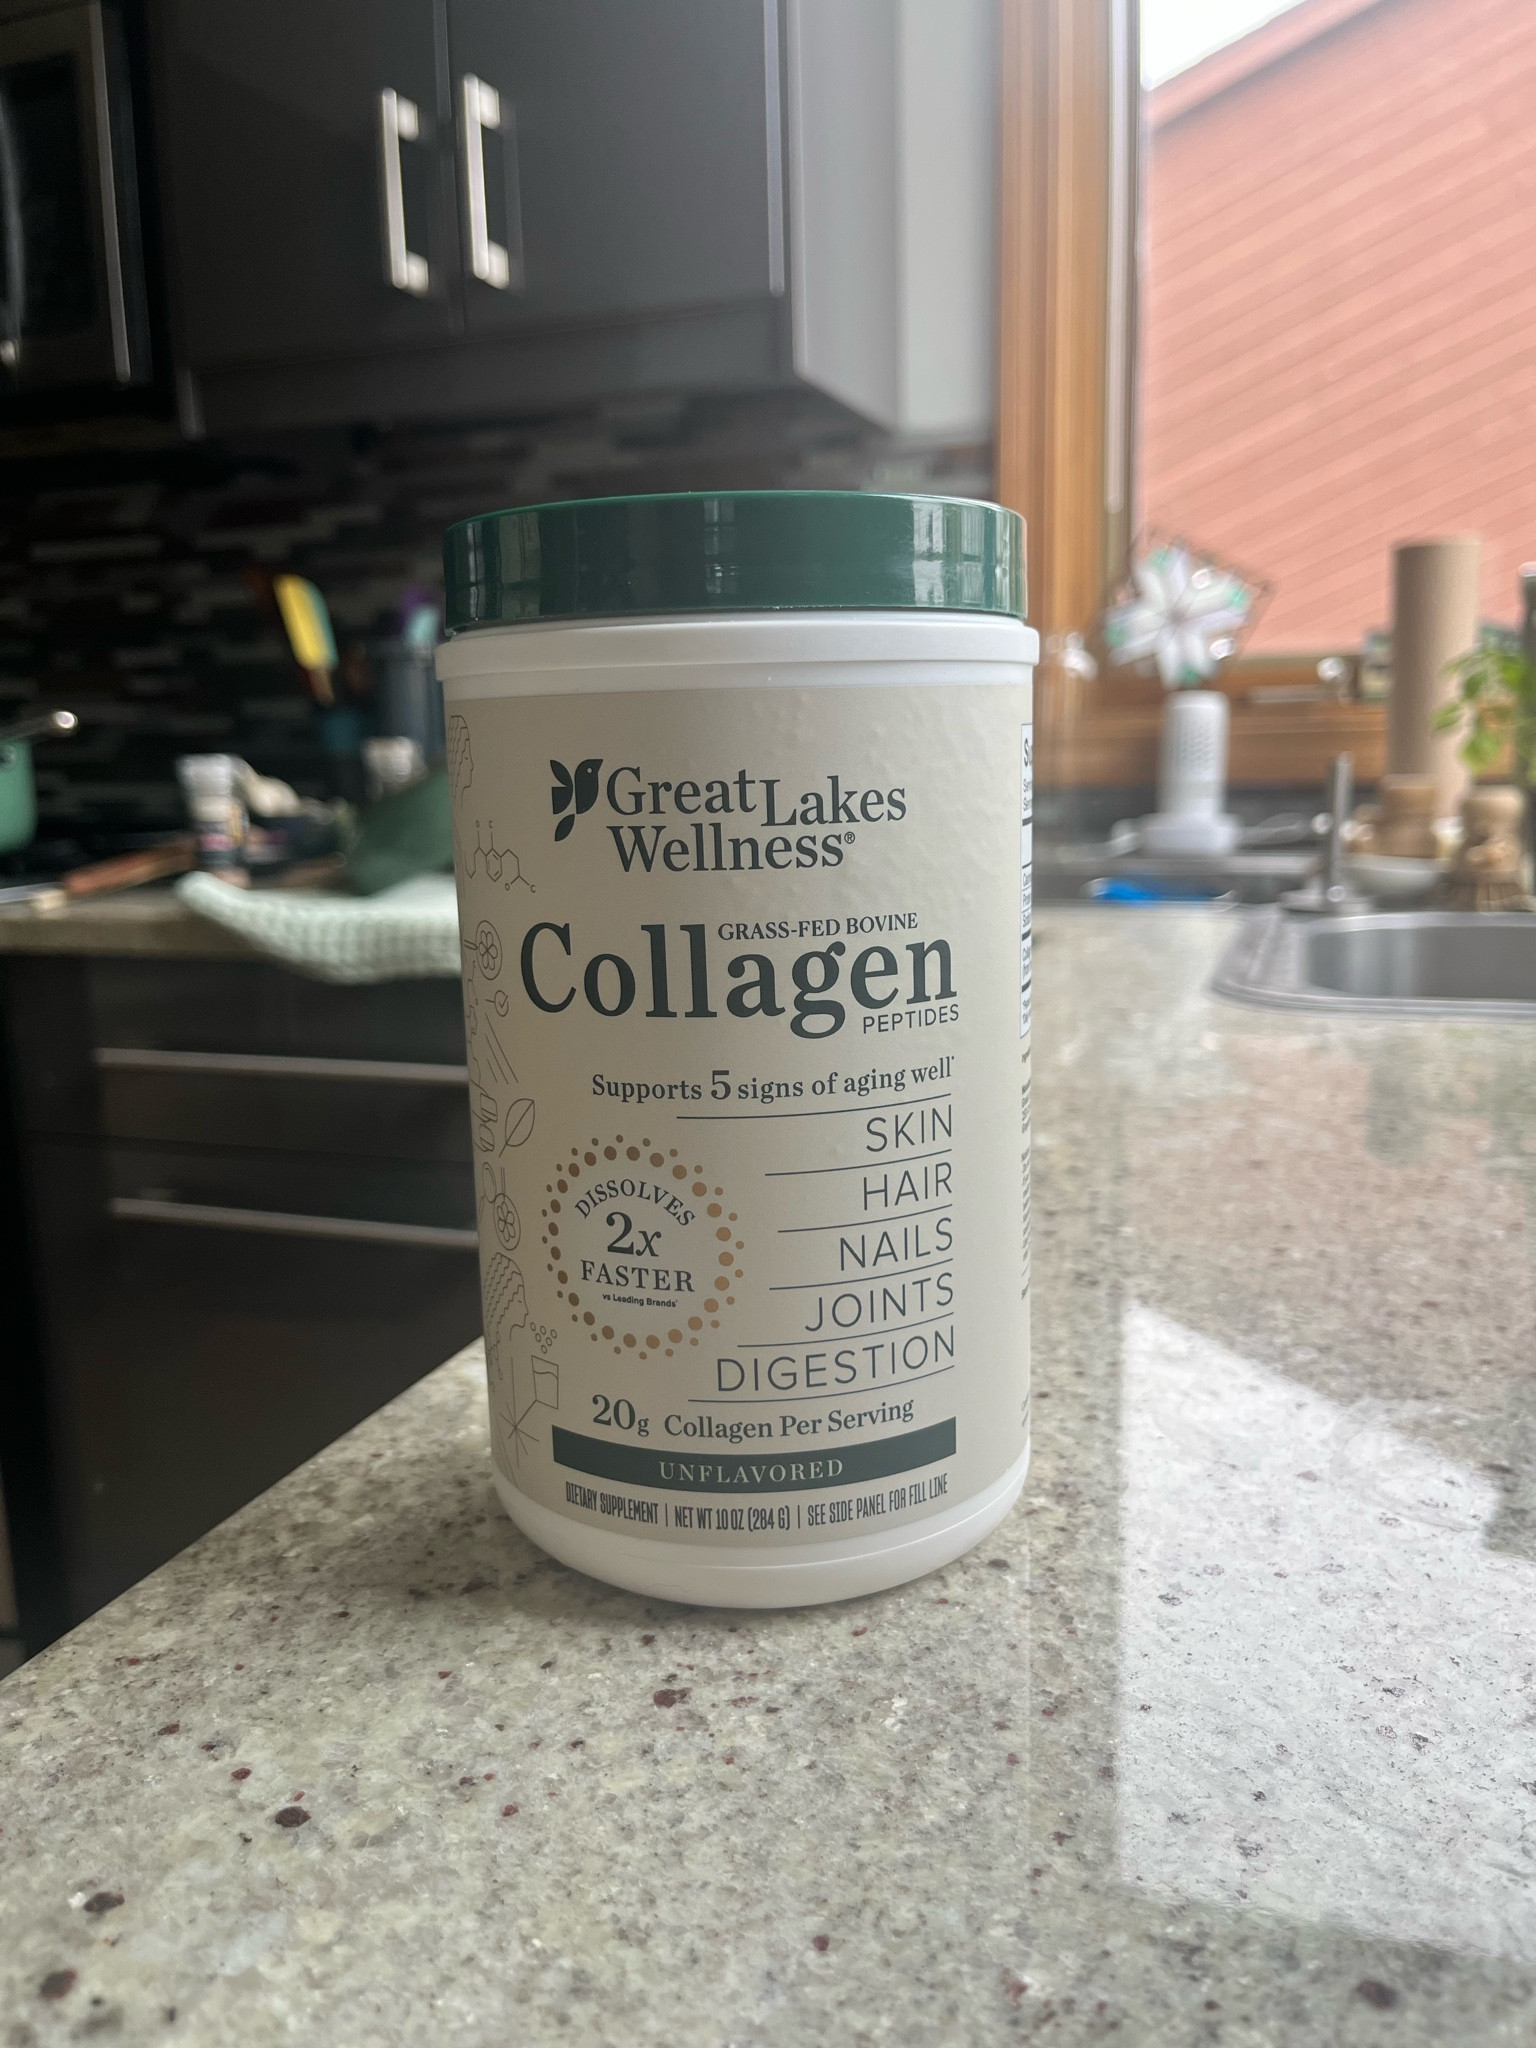 Great Lakes
Wellness®
GRASS-FED BOVINE
Collagen
PEPTIDES
Supports 5 signs of aging well*
SKIN
HAIR
NAILS
JOINTS
DIGESTION
DISSOLVES
2x
FASTER
vs Leading Brands*
20g Collagen Per Serving
UNFLAVORED
DIETARY SUPPLEMENT | NET WT 10 OZ (284 G) | SEE SIDE PANEL FOR FILL LINE